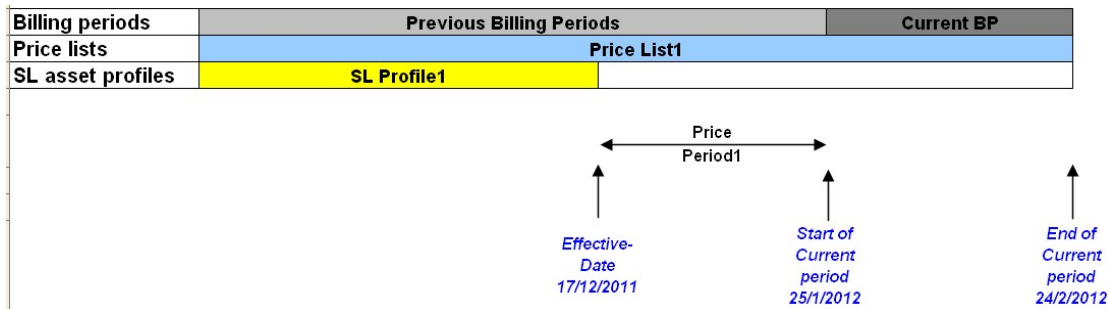 Billing periods Previous Billing Periods Current BP
Price lists Price List1
SL asset profiles SL Profile1
Price
Period1
Effective-
Date
17/12/2011
Start of
Current
period
25/1/2012
End of
Current
period
24/2/2012